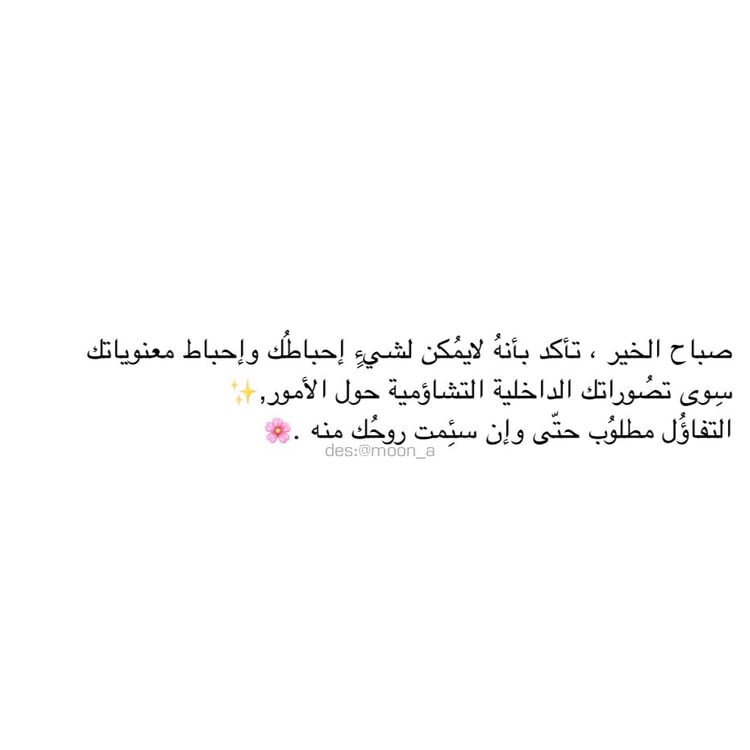 صباح الخير ، تأكد بأنهُ لايمُكن لشيءٍ إحباطُك وإحباط معنوياتك
سِوى تصُوراتك الداخلية التشاؤمية حول الأمور,✨
التفاؤُل مطلوُب حتّى وإن سئَِمت روحُك منه .🌸
des:@moon_a